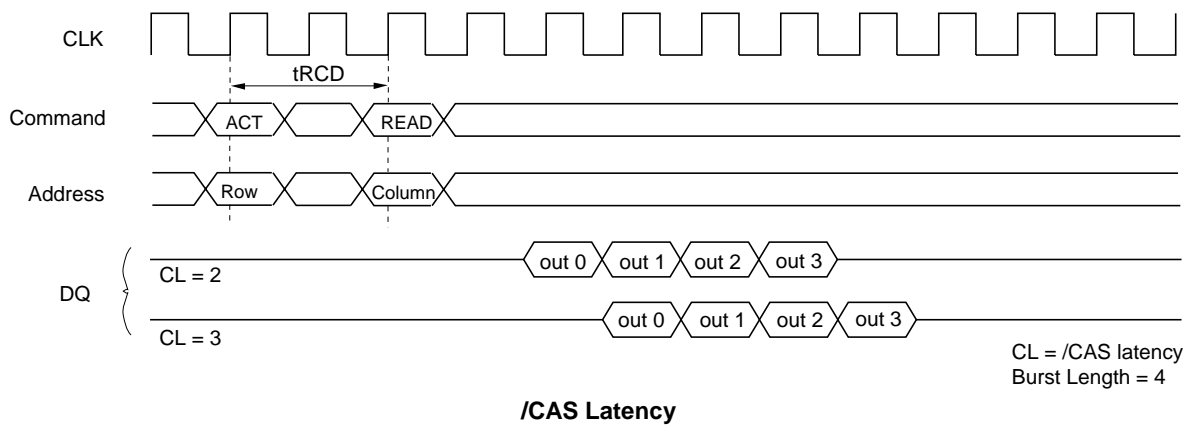 CLK
tRCD
Command
ACT
READ
Address
Row
Column
DQ
CL = 2
out 0
out 1
out 2
out 3
CL = 3
out 0
out 1
out 2
out 3
CL = /CAS latency
Burst Length = 4
/CAS Latency